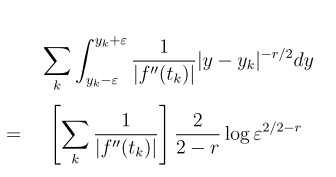 \sum_k \int_{y_k-\varepsilon}^{y_k+\varepsilon} \frac{1}{|f''(t_k)|} |y - y_k|^{-r/2} dy
= \left[ \sum_k \frac{1}{|f''(t_k)|} \right] \frac{2}{2-r} \log \varepsilon^{2/2-r}